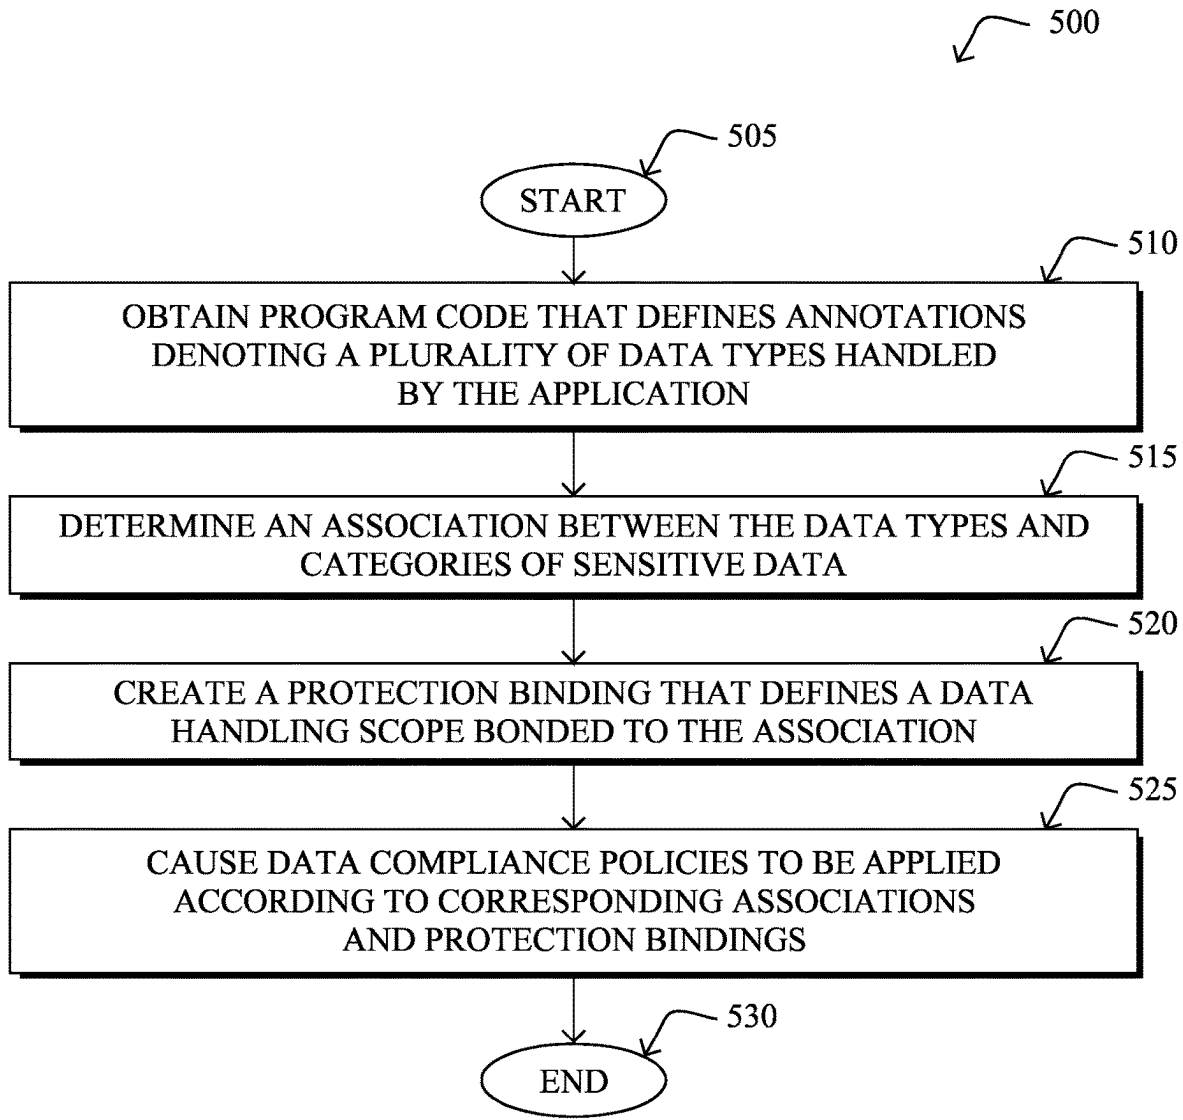 500
505
START
510
OBTAIN PROGRAM CODE THAT DEFINES ANNOTATIONS
DENOTING A PLURALITY OF DATA TYPES HANDLED
BY THE APPLICATION
515
DETERMINE AN ASSOCIATION BETWEEN THE DATA TYPES AND
CATEGORIES OF SENSITIVE DATA
520
CREATE A PROTECTION BINDING THAT DEFINES A DATA
HANDLING SCOPE BONDED TO THE ASSOCIATION
525
CAUSE DATA COMPLIANCE POLICIES TO BE APPLIED
ACCORDING TO CORRESPONDING ASSOCIATIONS
AND PROTECTION BINDINGS
530
END